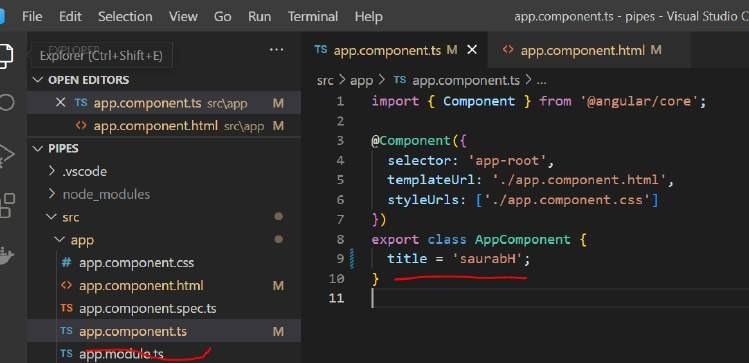 File Edit Selection View Go Run Terminal Help app.component.ts - pipes - Visual Studio C
EXPLORER ...
Explorer (Ctrl+Shift+E)
OPEN EDITORS
TS app.component.ts src\app M
<> app.component.html src\app M
PIPES
.vscode
node_modules
src
app
# app.component.css
<> app.component.html M
TS app.component.spec.ts
TS app.component.ts M
TS app.module.ts
TS app.component.ts M <> app.component.html M
src > app > TS app.component.ts > ...
1 import { Component } from '@angular/core';
2
3 @Component({
4 selector: 'app-root',
5 templateUrl: './app.component.html',
6 styleUrls: ['./app.component.css']
7 })
8 export class AppComponent {
9 title = 'saurabH';
10 }
11